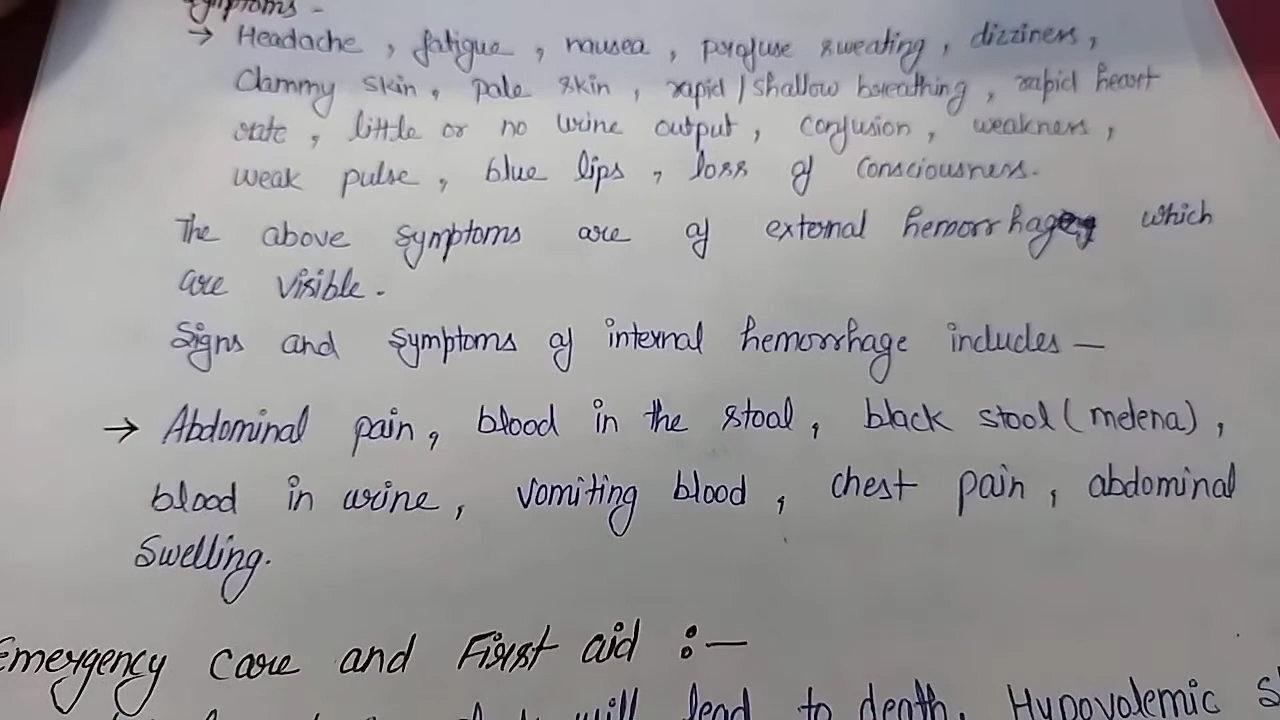 Symptoms -
→ Headache, fatigue, nausea, profuse sweating, dizziness,
Clammy skin, pale skin, rapid/shallow breathing, rapid heart
rate, little or no urine output, confusion, weakness,
weak pulse, blue lips, loss of consciousness.
The above symptoms are of external hemorrhage which
are visible.
Signs and symptoms of internal hemorrhage includes —
→ Abdominal pain, blood in the stool, black stool (melena),
blood in urine, vomiting blood, chest pain, abdominal
swelling.
Emergency care and First aid :—
will lead to death. Hypovolemic